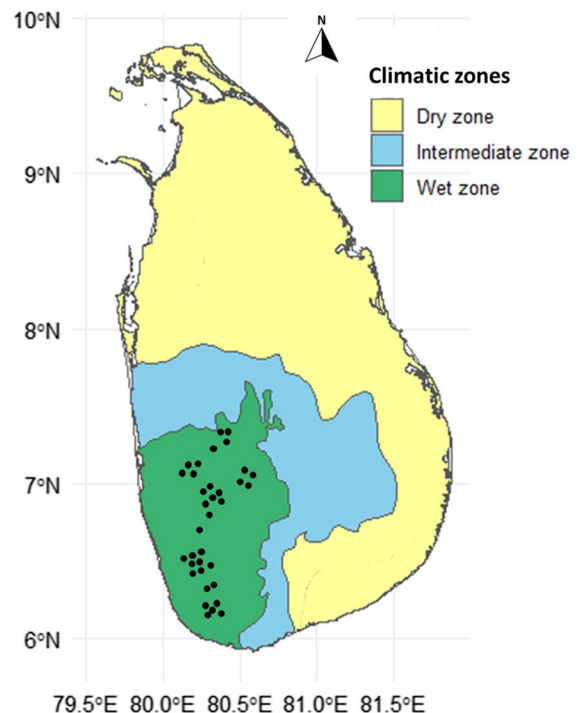 10°N
N
Climatic zones
Dry zone
9°N
Intermediate zone
Wet zone
8°N
7°N
6°N
79.5°E 80.0°E 80.5°E 81.0°E 81.5°E